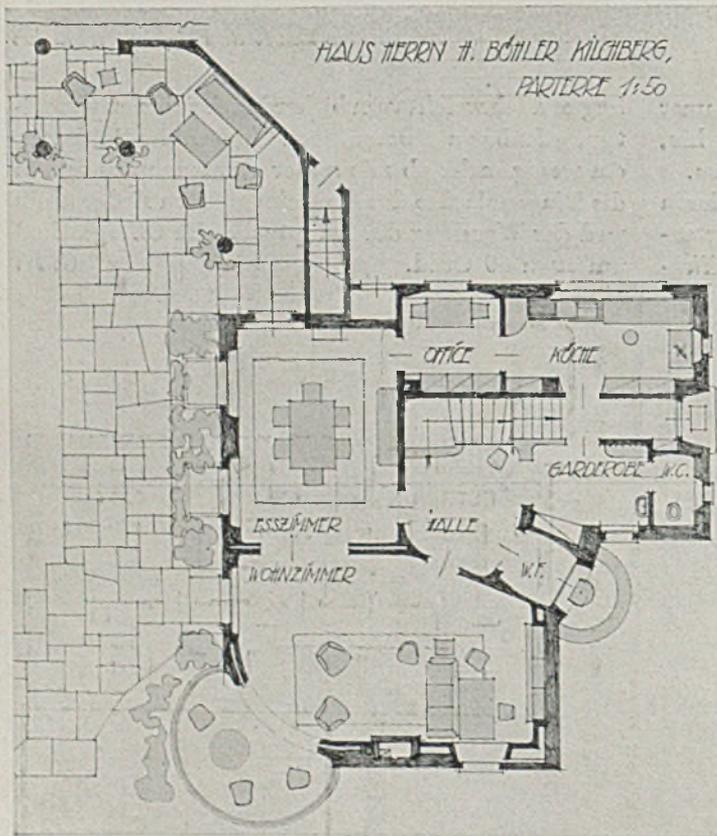 HAUS HERRN H. BÖHLER KILCHBERG,
PARTERRE 1:50
OFFICE KÜCHE
GARDEROBE W.C.
ESSZIMMER HALLE
WOHNZIMMER W.F.